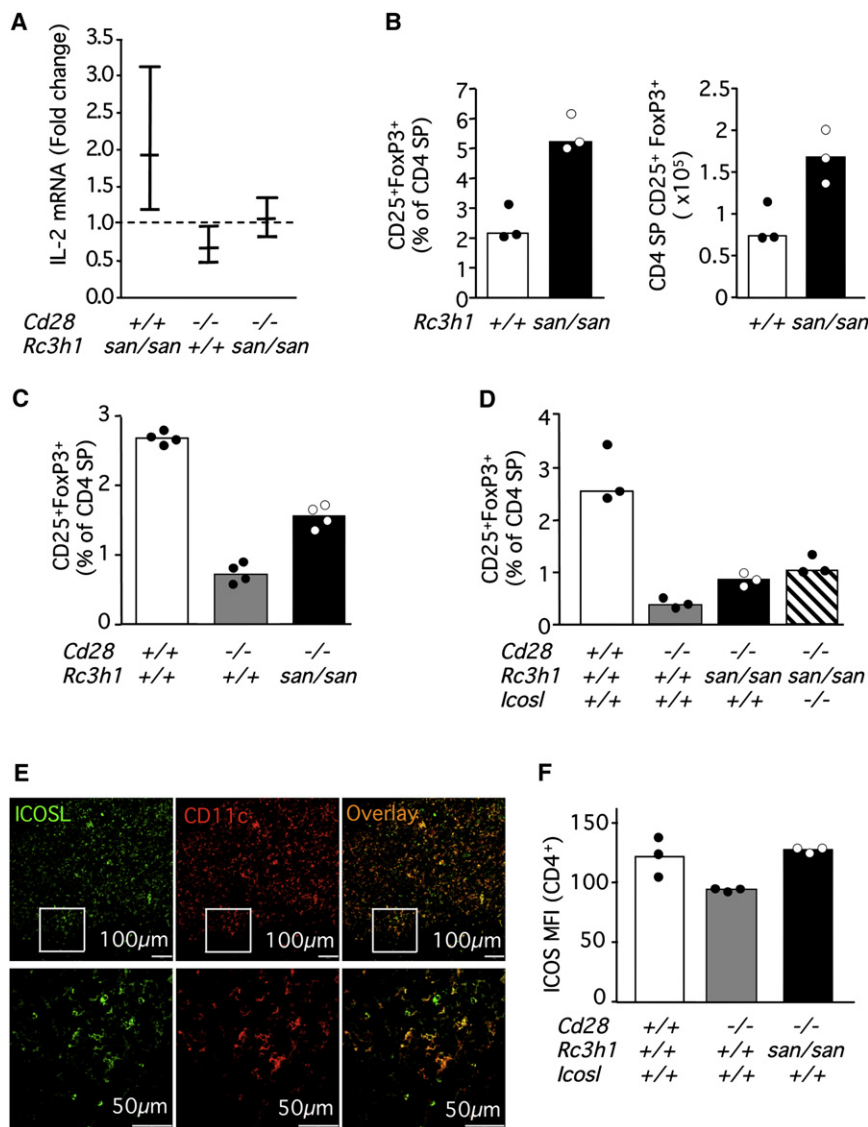 A
IL-2 mRNA (Fold change)
3.5
3.0
2.5
2.0
1.5
1.0
0.5
0.0
Cd28 +/+ -/- -/-
Rc3h1 san/san +/+ san/san
B
CD25+FoxP3+
(% of CD4 SP)
7
6
5
4
3
2
1
0
Rc3h1 +/+ san/san
CD4 SP CD25+ FoxP3+
( x10⁵)
2
1.5
1
0.5
0
+/+ san/san
C
CD25+FoxP3+
(% of CD4 SP)
3
2
1
0
Cd28 +/+ -/- -/-
Rc3h1 +/+ +/+ san/san
D
CD25+FoxP3+
(% of CD4 SP)
4
3
2
1
0
Cd28 +/+ -/- -/- -/-
Rc3h1 +/+ +/+ san/san san/san
Icosl +/+ +/+ +/+ -/-
E
ICOSL CD11c Overlay
100µm 100µm 100µm
50µm 50µm 50µm
F
ICOS MFI (CD4+)
150
100
50
0
Cd28 +/+ -/- -/-
Rc3h1 +/+ +/+ san/san
Icosl +/+ +/+ +/+